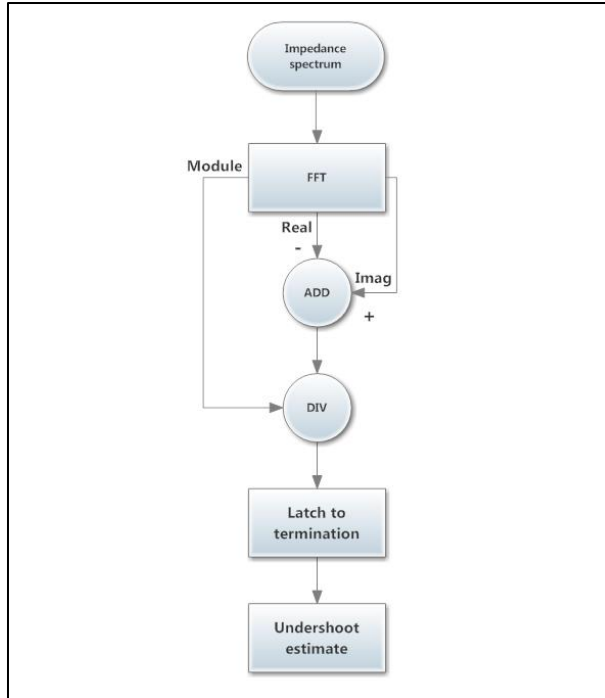 Impedance
spectrum
Module
FFT
Real
-
Imag
ADD
+
DIV
Latch to
termination
Undershoot
estimate